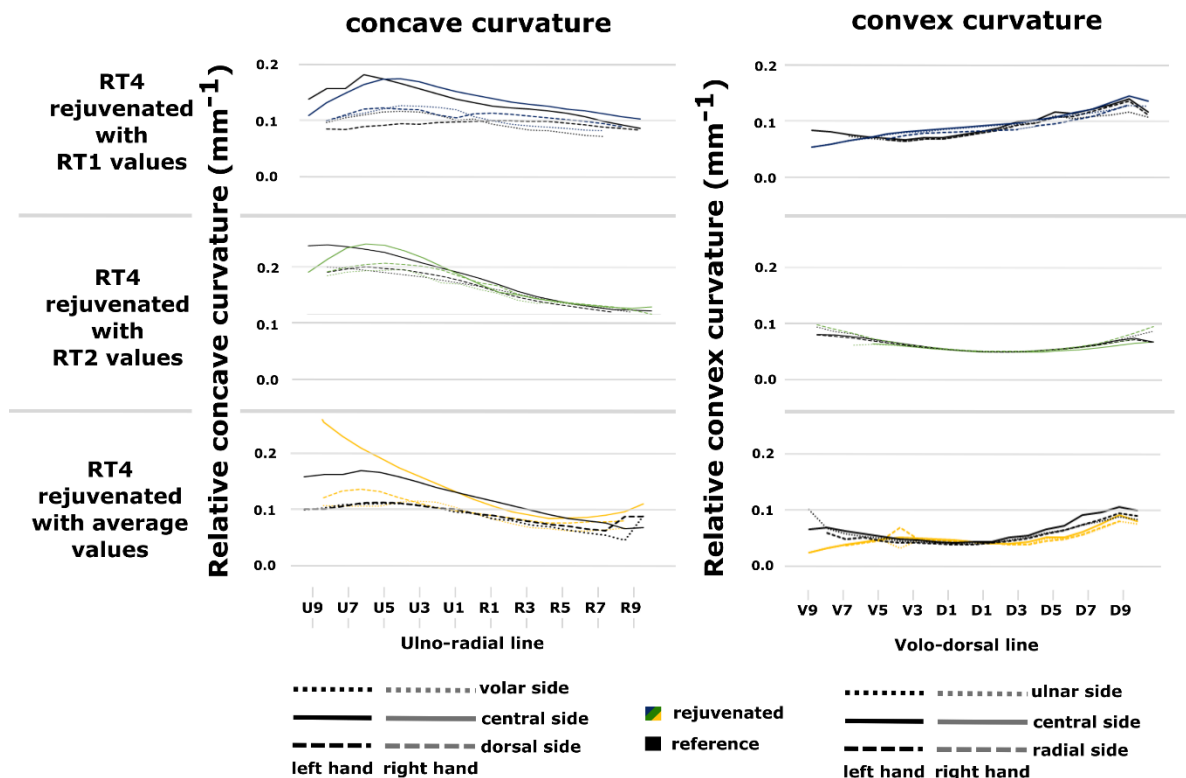 concave curvature
convex curvature
RT4
rejuvenated
with
RT1 values
RT4
rejuvenated
with
RT2 values
RT4
rejuvenated
with average
values
Relative concave curvature (mm⁻¹)
0.2
0.1
0.0
0.2
0.1
0.0
0.2
0.1
0.0
U9 U7 U5 U3 U1 R1 R3 R5 R7 R9
Ulno-radial line
Relative convex curvature (mm⁻¹)
0.2
0.1
0.0
0.2
0.1
0.0
0.2
0.1
0.0
V9 V7 V5 V3 D1 D1 D3 D5 D7 D9
Volo-dorsal line
volar side
central side
dorsal side
left hand right hand
rejuvenated
reference
ulnar side
central side
radial side
left hand right hand